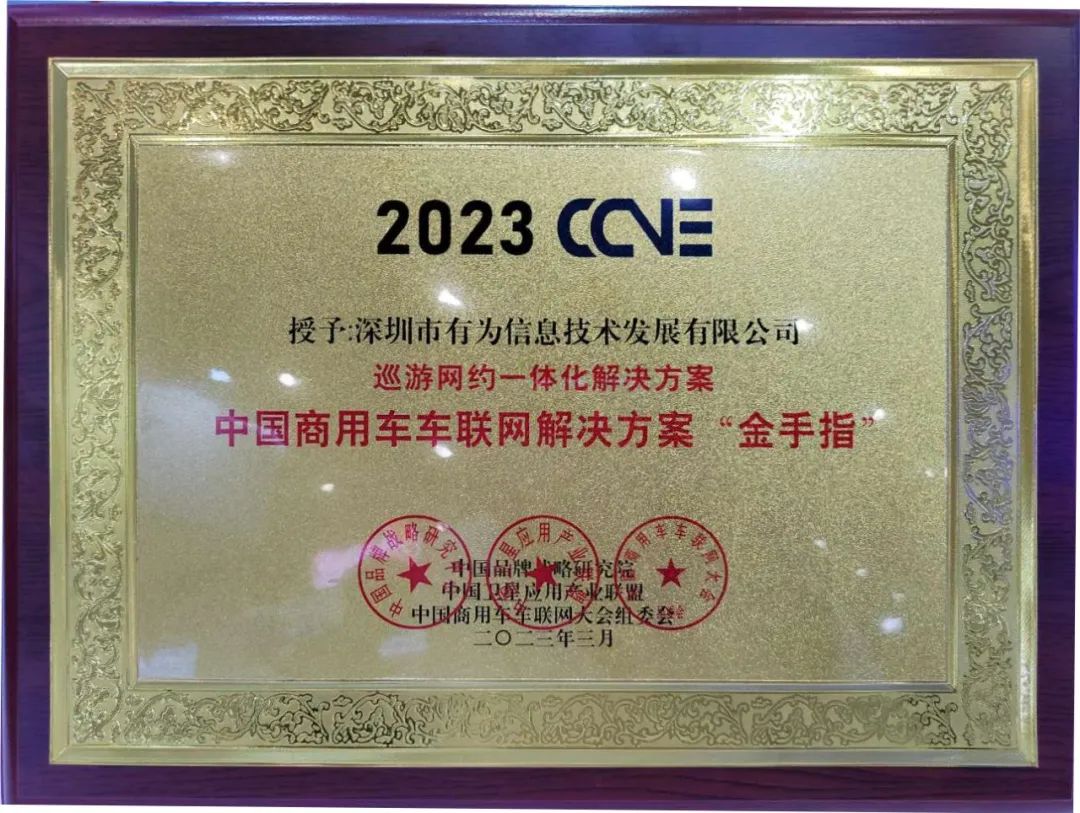 2023 CCVE
授予:深圳市有为信息技术发展有限公司
巡游网约一体化解决方案
中国商用车车联网解决方案“金手指”
中国品牌战略研究院
中国卫星应用产业联盟
中国商用车车联网大会组委会
二〇二三年三月